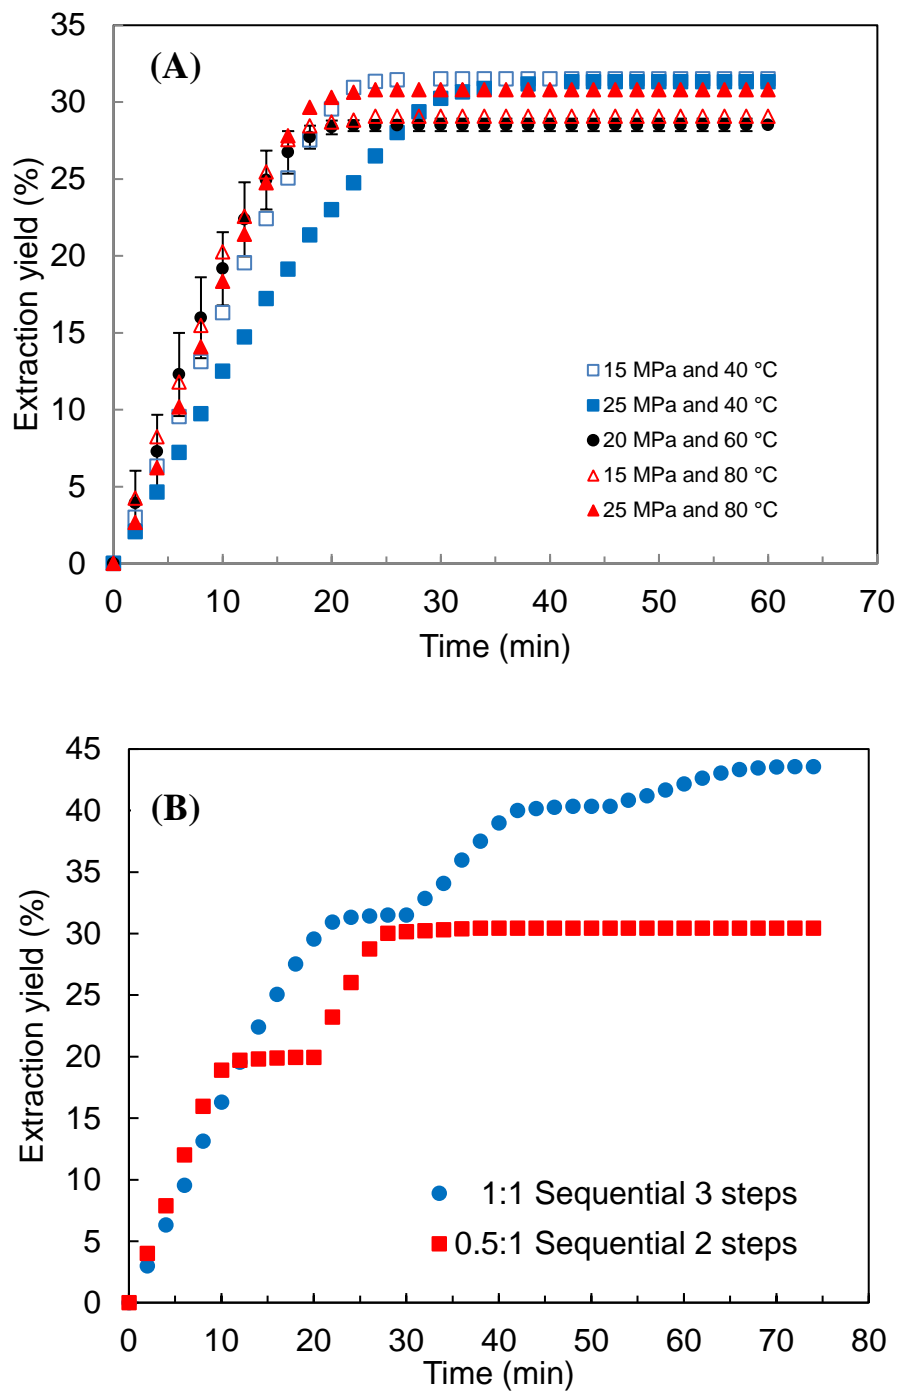 35
(A)
30
25
20
15
10
5
0
Extraction yield (%)
15 MPa and 40 °C
25 MPa and 40 °C
20 MPa and 60 °C
15 MPa and 80 °C
25 MPa and 80 °C
0 10 20 30 40 50 60 70
Time (min)
45
(B)
40
35
30
25
20
15
10
5
0
Extraction yield (%)
1:1 Sequential 3 steps
0.5:1 Sequential 2 steps
0 10 20 30 40 50 60 70 80
Time (min)